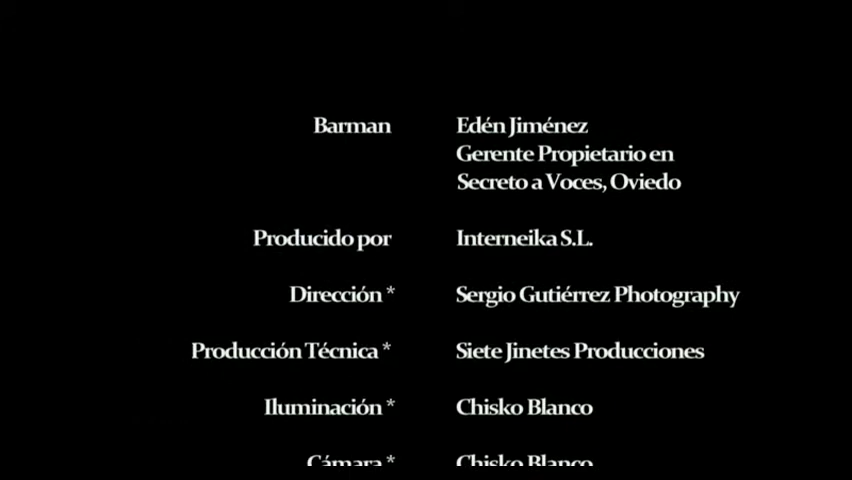 Barman Edén Jiménez
Gerente Propietario en
Secreto a Voces, Oviedo
Producido por Interneika S.L.
Dirección * Sergio Gutiérrez Photography
Producción Técnica * Siete Jinetes Producciones
Iluminación * Chisko Blanco
Cámara * Chisko Blanco